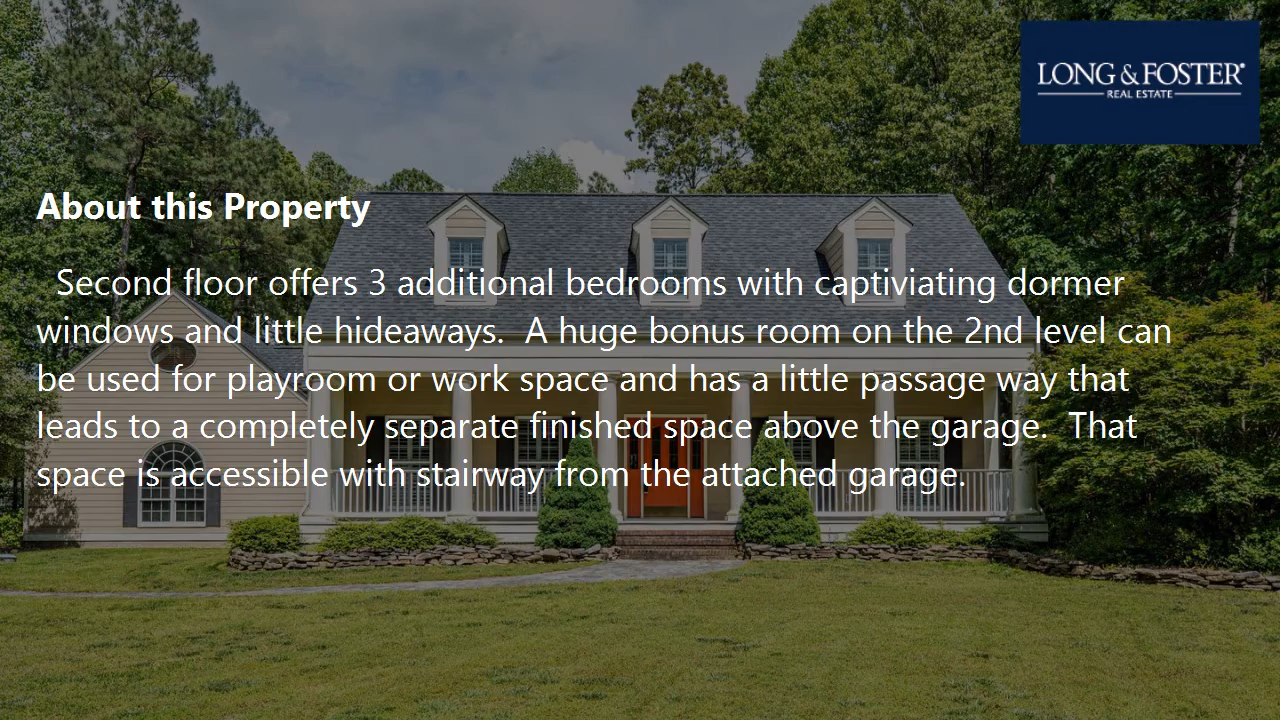 LONG & FOSTER®
REAL ESTATE
About this Property
Second floor offers 3 additional bedrooms with captiviating dormer
windows and little hideaways.  A huge bonus room on the 2nd level can
be used for playroom or work space and has a little passage way that
leads to a completely separate finished space above the garage.  That
space is accessible with stairway from the attached garage.